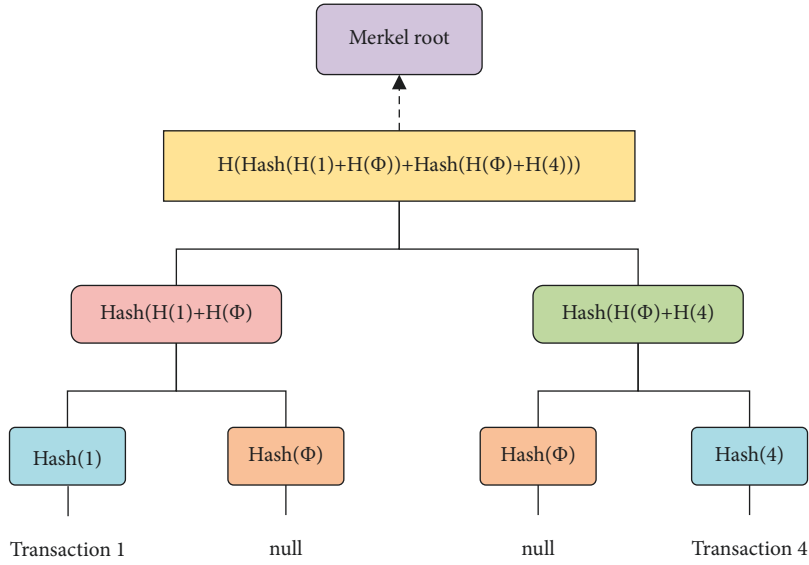 Merkel root
H(Hash(H(1)+H(Φ))+Hash(H(Φ)+H(4)))
Hash(H(1)+H(Φ)
Hash(H(Φ)+H(4)
Hash(1)
Hash(Φ)
Hash(Φ)
Hash(4)
Transaction 1
null
null
Transaction 4